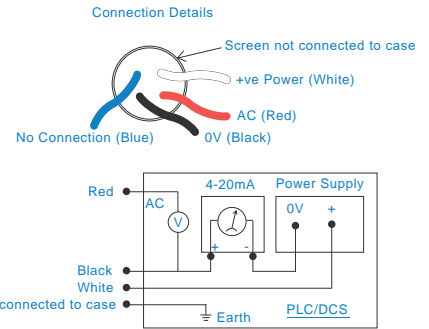 Connection Details
Screen not connected to case
+ve Power (White)
AC (Red)
No Connection (Blue)
0V (Black)
4-20mA
Power Supply
Red
AC
0V
+
V
+
-
Black
White
connected to case
Earth
PLC/DCS